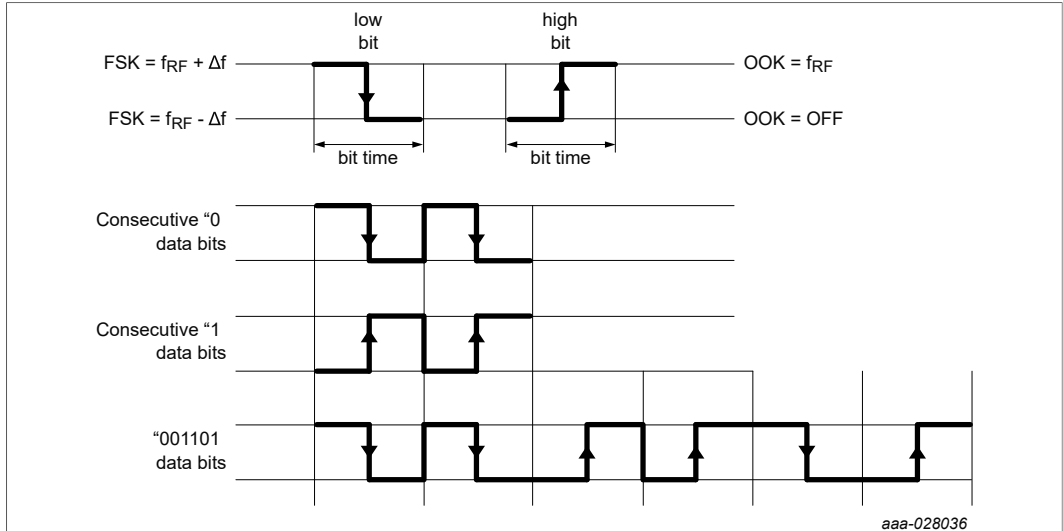 low
bit
high
bit
FSK = fRF + Δf
OOK = fRF
FSK = fRF - Δf
OOK = OFF
bit time
bit time
Consecutive “0
data bits
Consecutive “1
data bits
“001101
data bits
aaa-028036